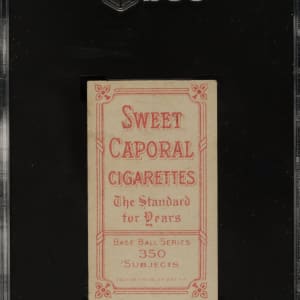 SWEET
CAPORAL
CIGARETTES
The Standard
for Years
BASE BALL SERIES
350
SUBJECTS